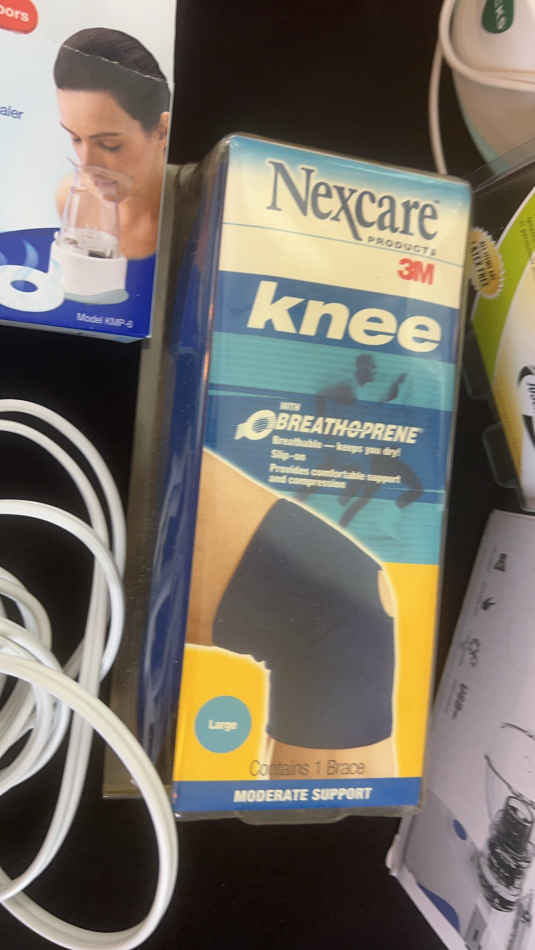 Nexcare
PRODUCTS
3M
knee
WITH
BREATHOPRENE
Breathable — keeps you dry!
Slip-on
Provides comfortable support
and compression
Large
Contains 1 Brace
MODERATE SUPPORT
Model KMP-6